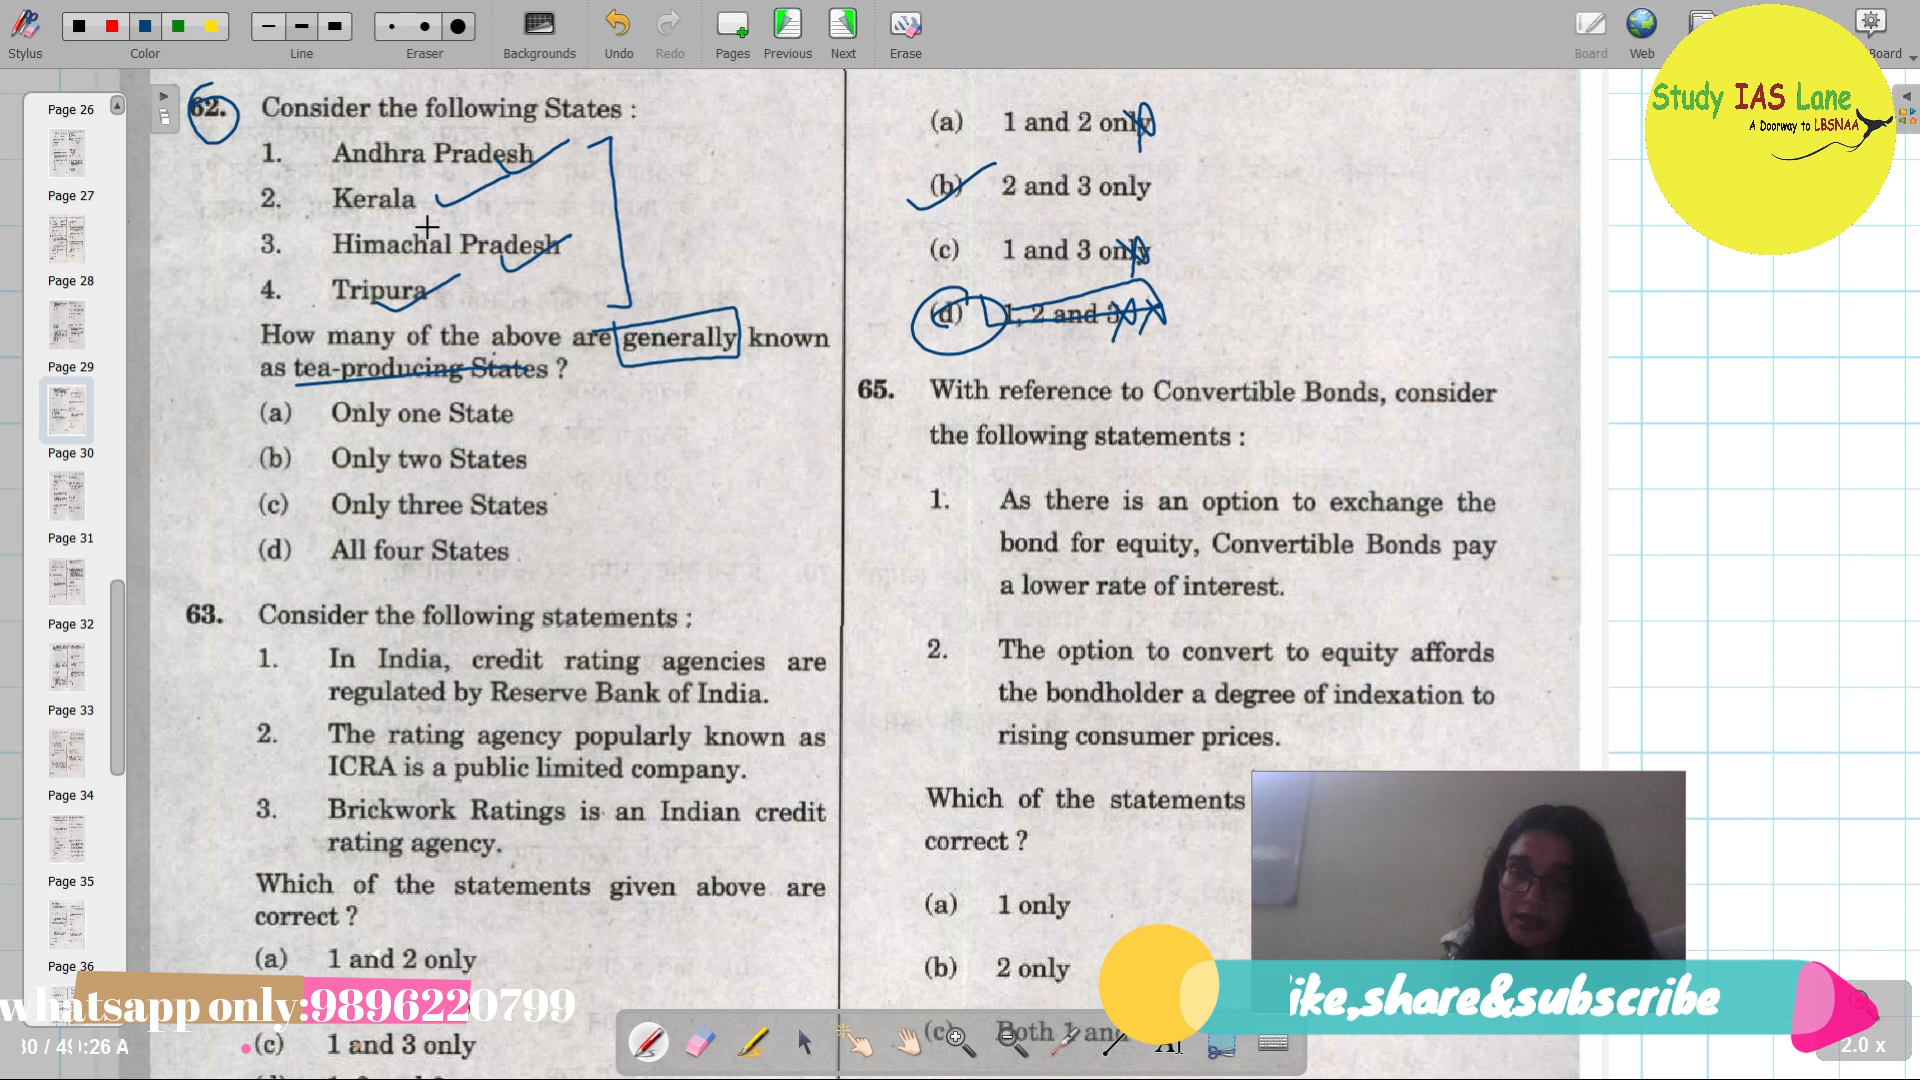 Stylus
Color
Line
Eraser
Backgrounds
Undo
Redo
Pages
Previous
Next
Erase
Board
Web
Board
Study IAS Lane
A Doorway to LBSNAA
Page 26
Page 27
Page 28
Page 29
Page 30
Page 31
Page 32
Page 33
Page 34
Page 35
Page 36
62. Consider the following States :
1. Andhra Pradesh
2. Kerala
3. Himachal Pradesh
4. Tripura
How many of the above are generally known
as tea-producing States ?
(a) Only one State
(b) Only two States
(c) Only three States
(d) All four States
63. Consider the following statements :
1. In India, credit rating agencies are
regulated by Reserve Bank of India.
2. The rating agency popularly known as
ICRA is a public limited company.
3. Brickwork Ratings is an Indian credit
rating agency.
Which of the statements given above are
correct ?
(a) 1 and 2 only
(c) 1 and 3 only
(a) 1 and 2 only
(b) 2 and 3 only
(c) 1 and 3 only
(d) 1, 2 and 3
65. With reference to Convertible Bonds, consider
the following statements :
1. As there is an option to exchange the
bond for equity, Convertible Bonds pay
a lower rate of interest.
2. The option to convert to equity affords
the bondholder a degree of indexation to
rising consumer prices.
Which of the statements
correct ?
(a) 1 only
(b) 2 only
(c) Both 1 and
whatsapp only:9896220799
ike,share&subscribe
2.0 x